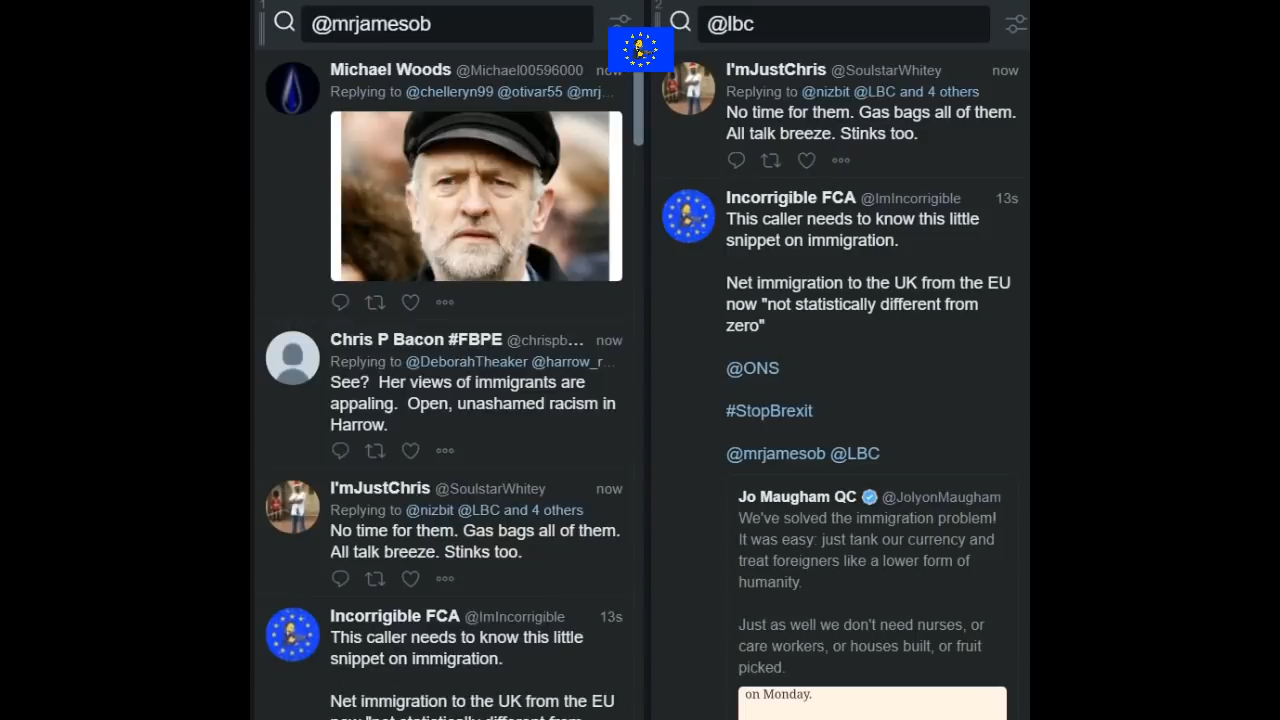 1
@mrjamesob
Michael Woods @Michael00596000 now
Replying to @chelleryn99 @otivar55 @mrj...
Chris P Bacon #FBPE @chrispb... now
Replying to @DeborahTheaker @harrow_r...
See? Her views of immigrants are
appaling. Open, unashamed racism in
Harrow.
I'mJustChris @SoulstarWhitey now
Replying to @nizbit @LBC and 4 others
No time for them. Gas bags all of them.
All talk breeze. Stinks too.
Incorrigible FCA @ImIncorrigible 13s
This caller needs to know this little
snippet on immigration.
Net immigration to the UK from the EU
now "not statistically different from
2
@lbc
I'mJustChris @SoulstarWhitey now
Replying to @nizbit @LBC and 4 others
No time for them. Gas bags all of them.
All talk breeze. Stinks too.
Incorrigible FCA @ImIncorrigible 13s
This caller needs to know this little
snippet on immigration.
Net immigration to the UK from the EU
now "not statistically different from
zero"
@ONS
#StopBrexit
@mrjamesob @LBC
Jo Maugham QC @JolyonMaugham
We've solved the immigration problem!
It was easy: just tank our currency and
treat foreigners like a lower form of
humanity.
Just as well we don't need nurses, or
care workers, or houses built, or fruit
picked.
on Monday.